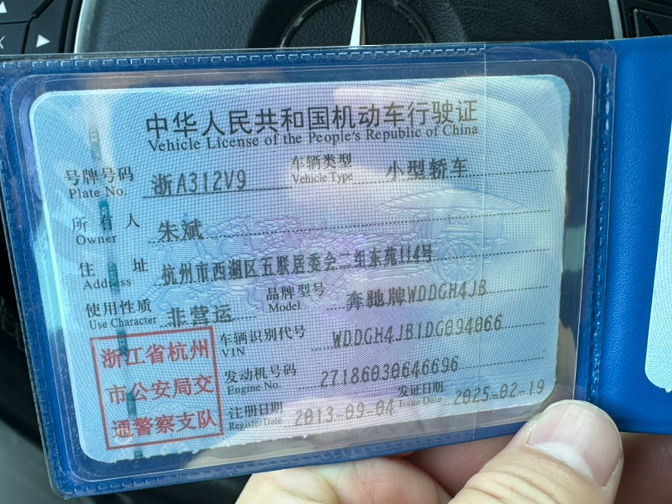 中华人民共和国机动车行驶证
Vehicle License of the People's Republic of China
号牌号码 浙A312V9 车辆类型 小型轿车
Plate No. Vehicle Type
所有人 朱斌
Owner
住址 杭州市西湖区五联居委会二组东苑114号
Address
使用性质 非营运 品牌型号 奔驰牌WDDGH4JB
Use Character Model
浙江省杭州
市公安局交
通警察支队
车辆识别代号 WDDGH4JB1DG094066
VIN
发动机号码 27186030646696
Engine No.
注册日期 2013-09-04 发证日期 2025-02-19
Register Date Issue Date